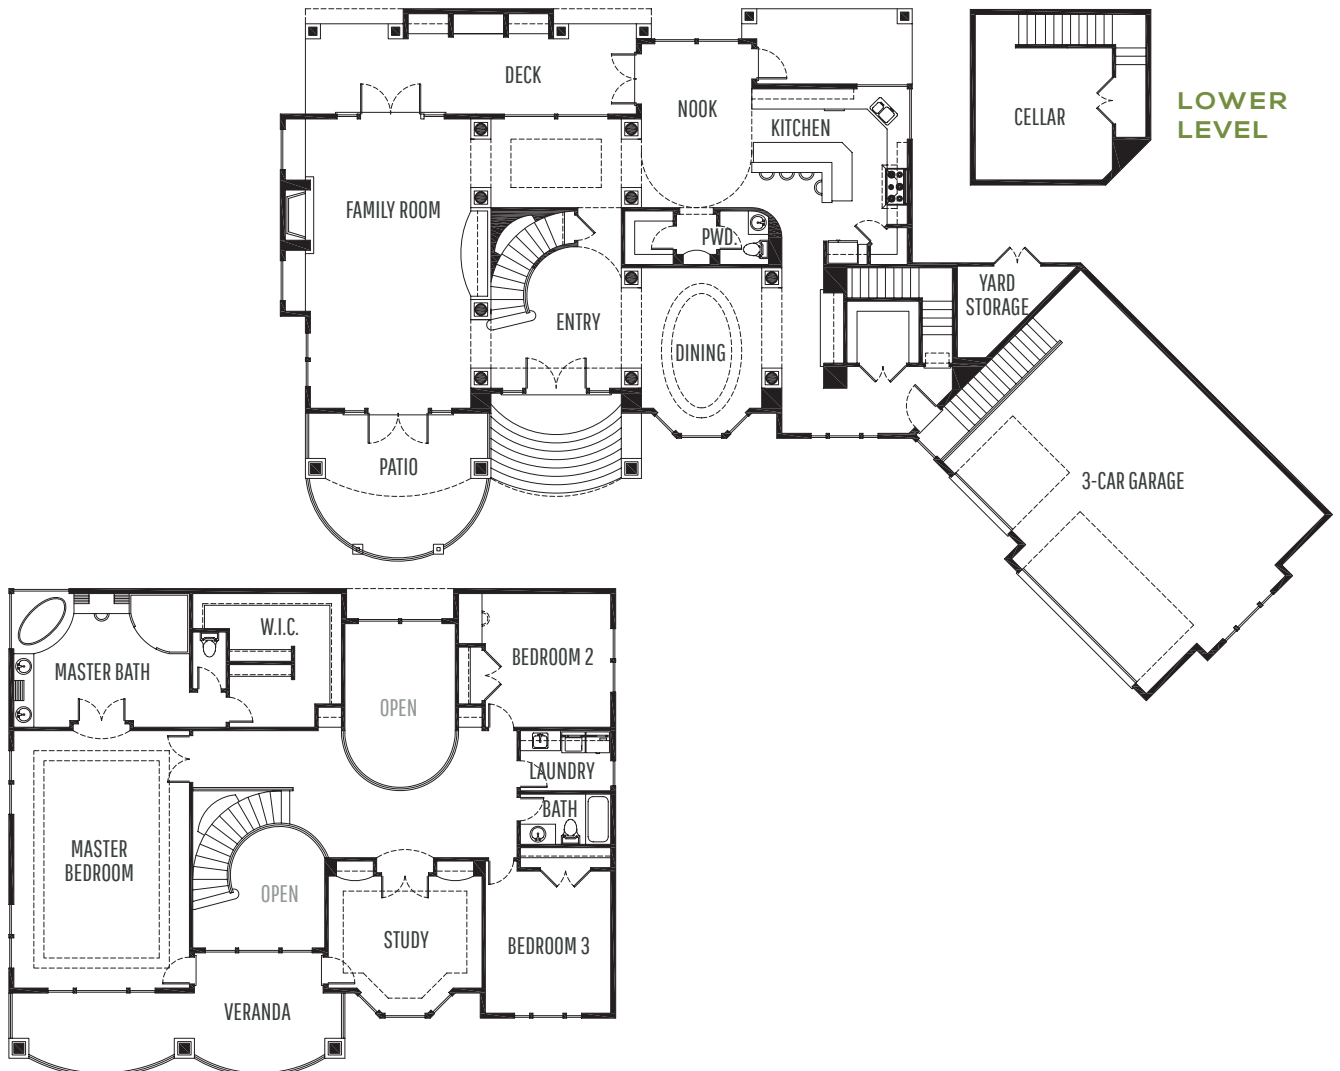 DECK
NOOK
KITCHEN
CELLAR
LOWER
LEVEL
FAMILY ROOM
PWD.
ENTRY
DINING
YARD
STORAGE
PATIO
3-CAR GARAGE
W.I.C.
MASTER BATH
BEDROOM 2
OPEN
LAUNDRY
BATH
MASTER
BEDROOM
OPEN
STUDY
BEDROOM 3
VERANDA